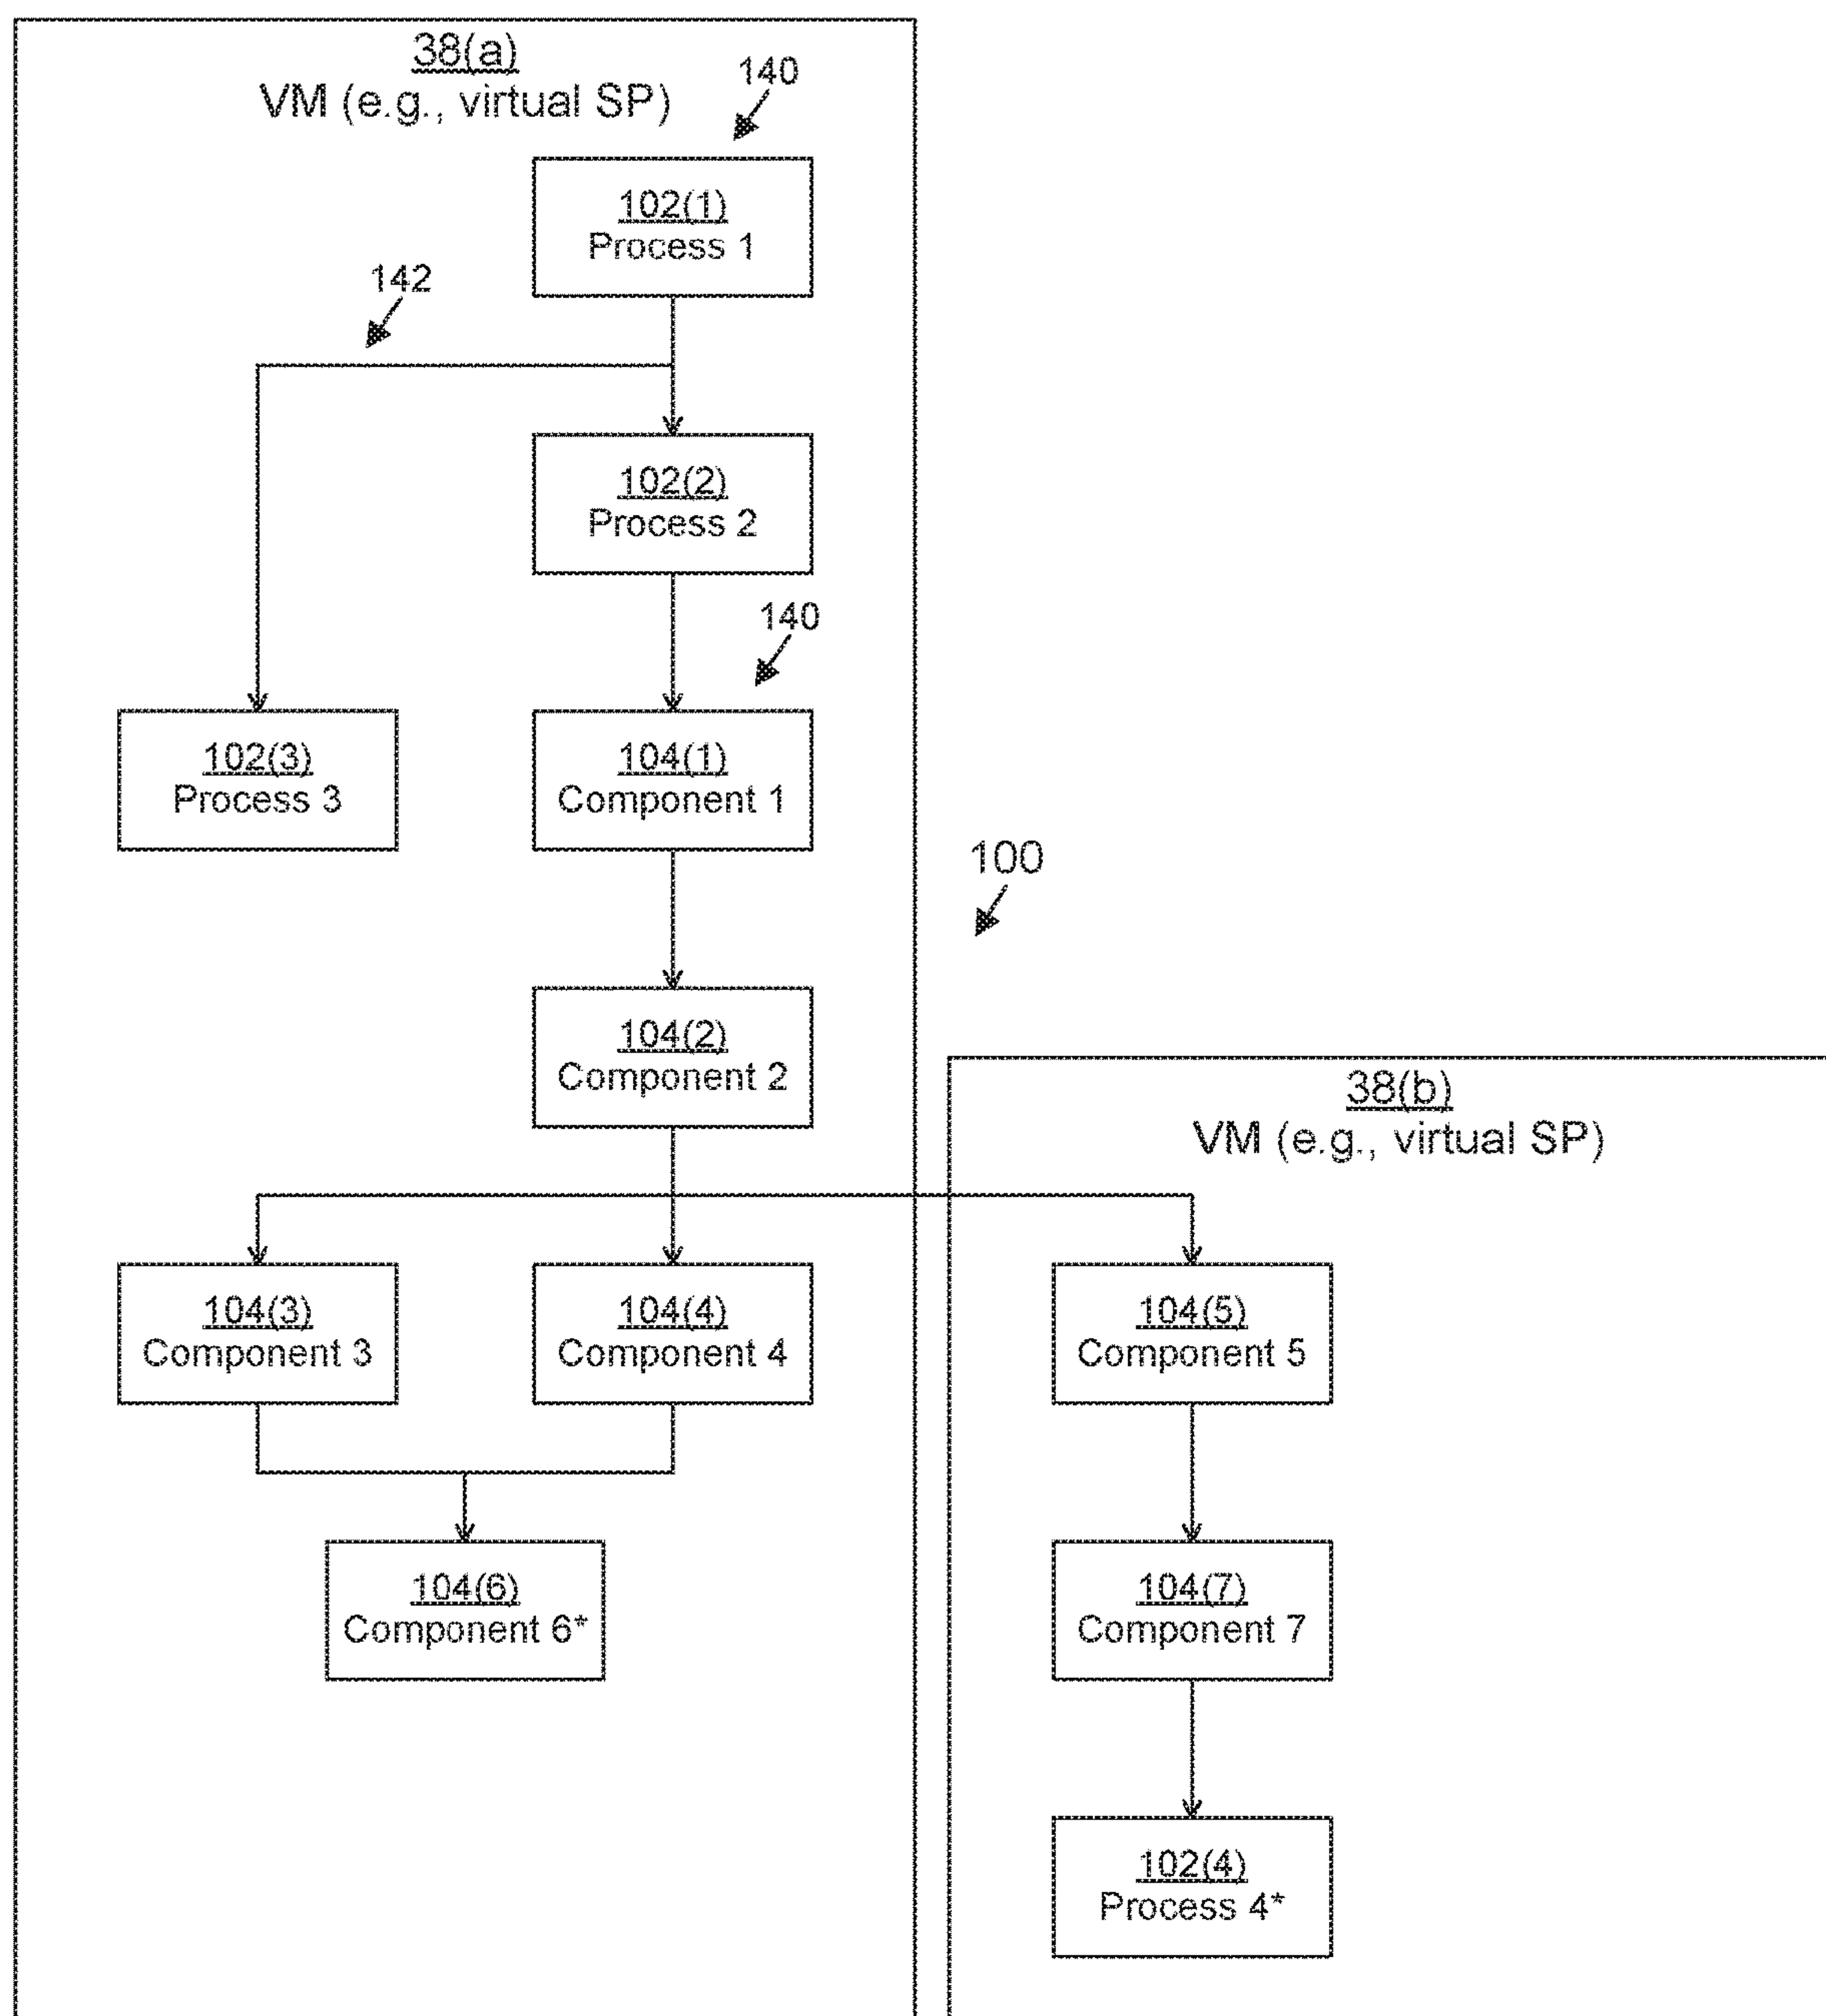 38(a)
VM (e.g., virtual SP)
140
102(1)
Process 1
142
102(2)
Process 2
140
102(3)
Process 3
104(1)
Component 1
100
104(2)
Component 2
38(b)
VM (e.g., virtual SP)
104(3)
Component 3
104(4)
Component 4
104(5)
Component 5
104(6)
Component 6*
104(7)
Component 7
102(4)
Process 4*